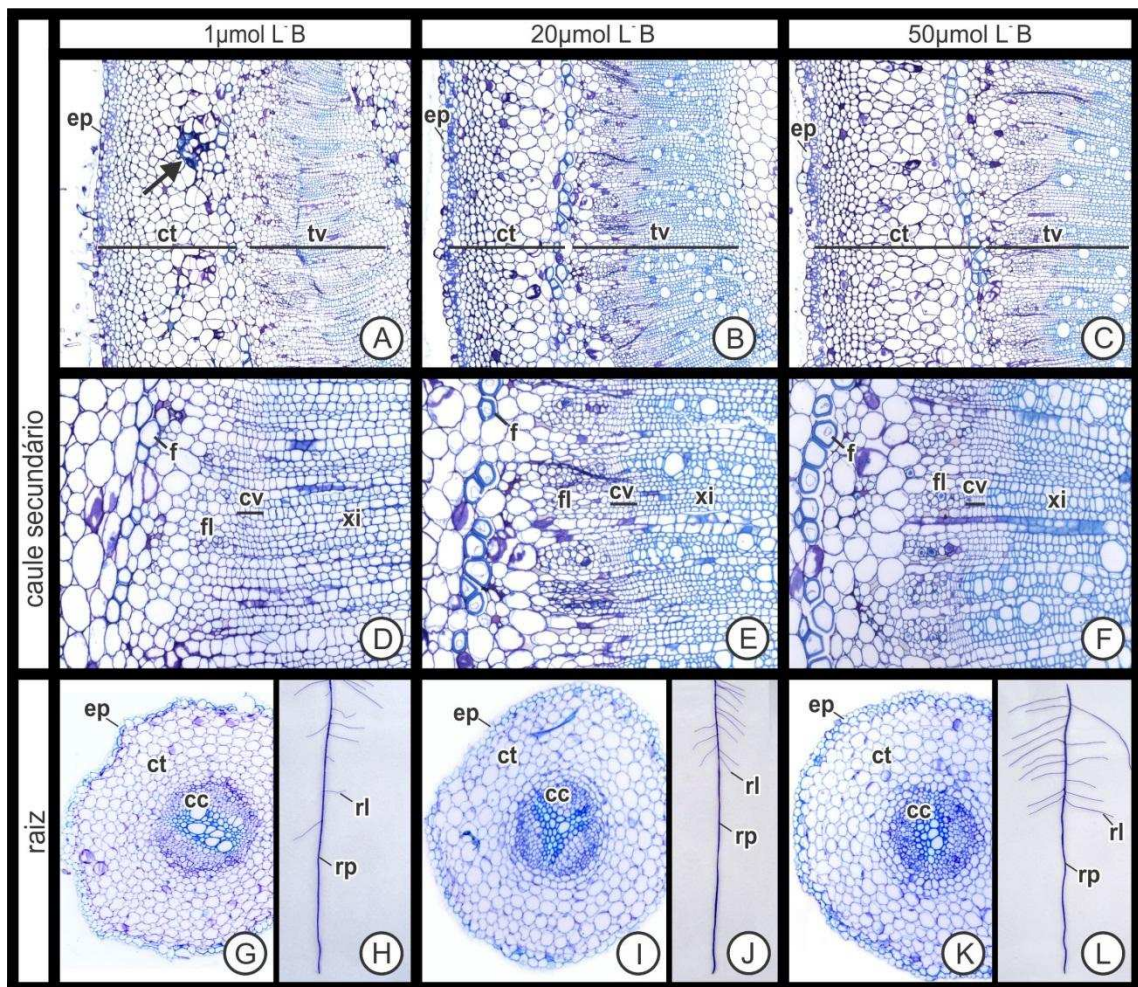 1µmol L⁻ B
20µmol L⁻ B
50µmol L⁻ B
caule secundário
ep
ct
tv
A
ep
ct
tv
B
ep
ct
tv
C
f
fl
cv
xi
D
f
fl
cv
xi
E
f
fl
cv
xi
F
raiz
ep
ct
cc
G
rl
rp
H
ep
ct
cc
I
rl
rp
J
ep
ct
cc
K
rl
rp
L